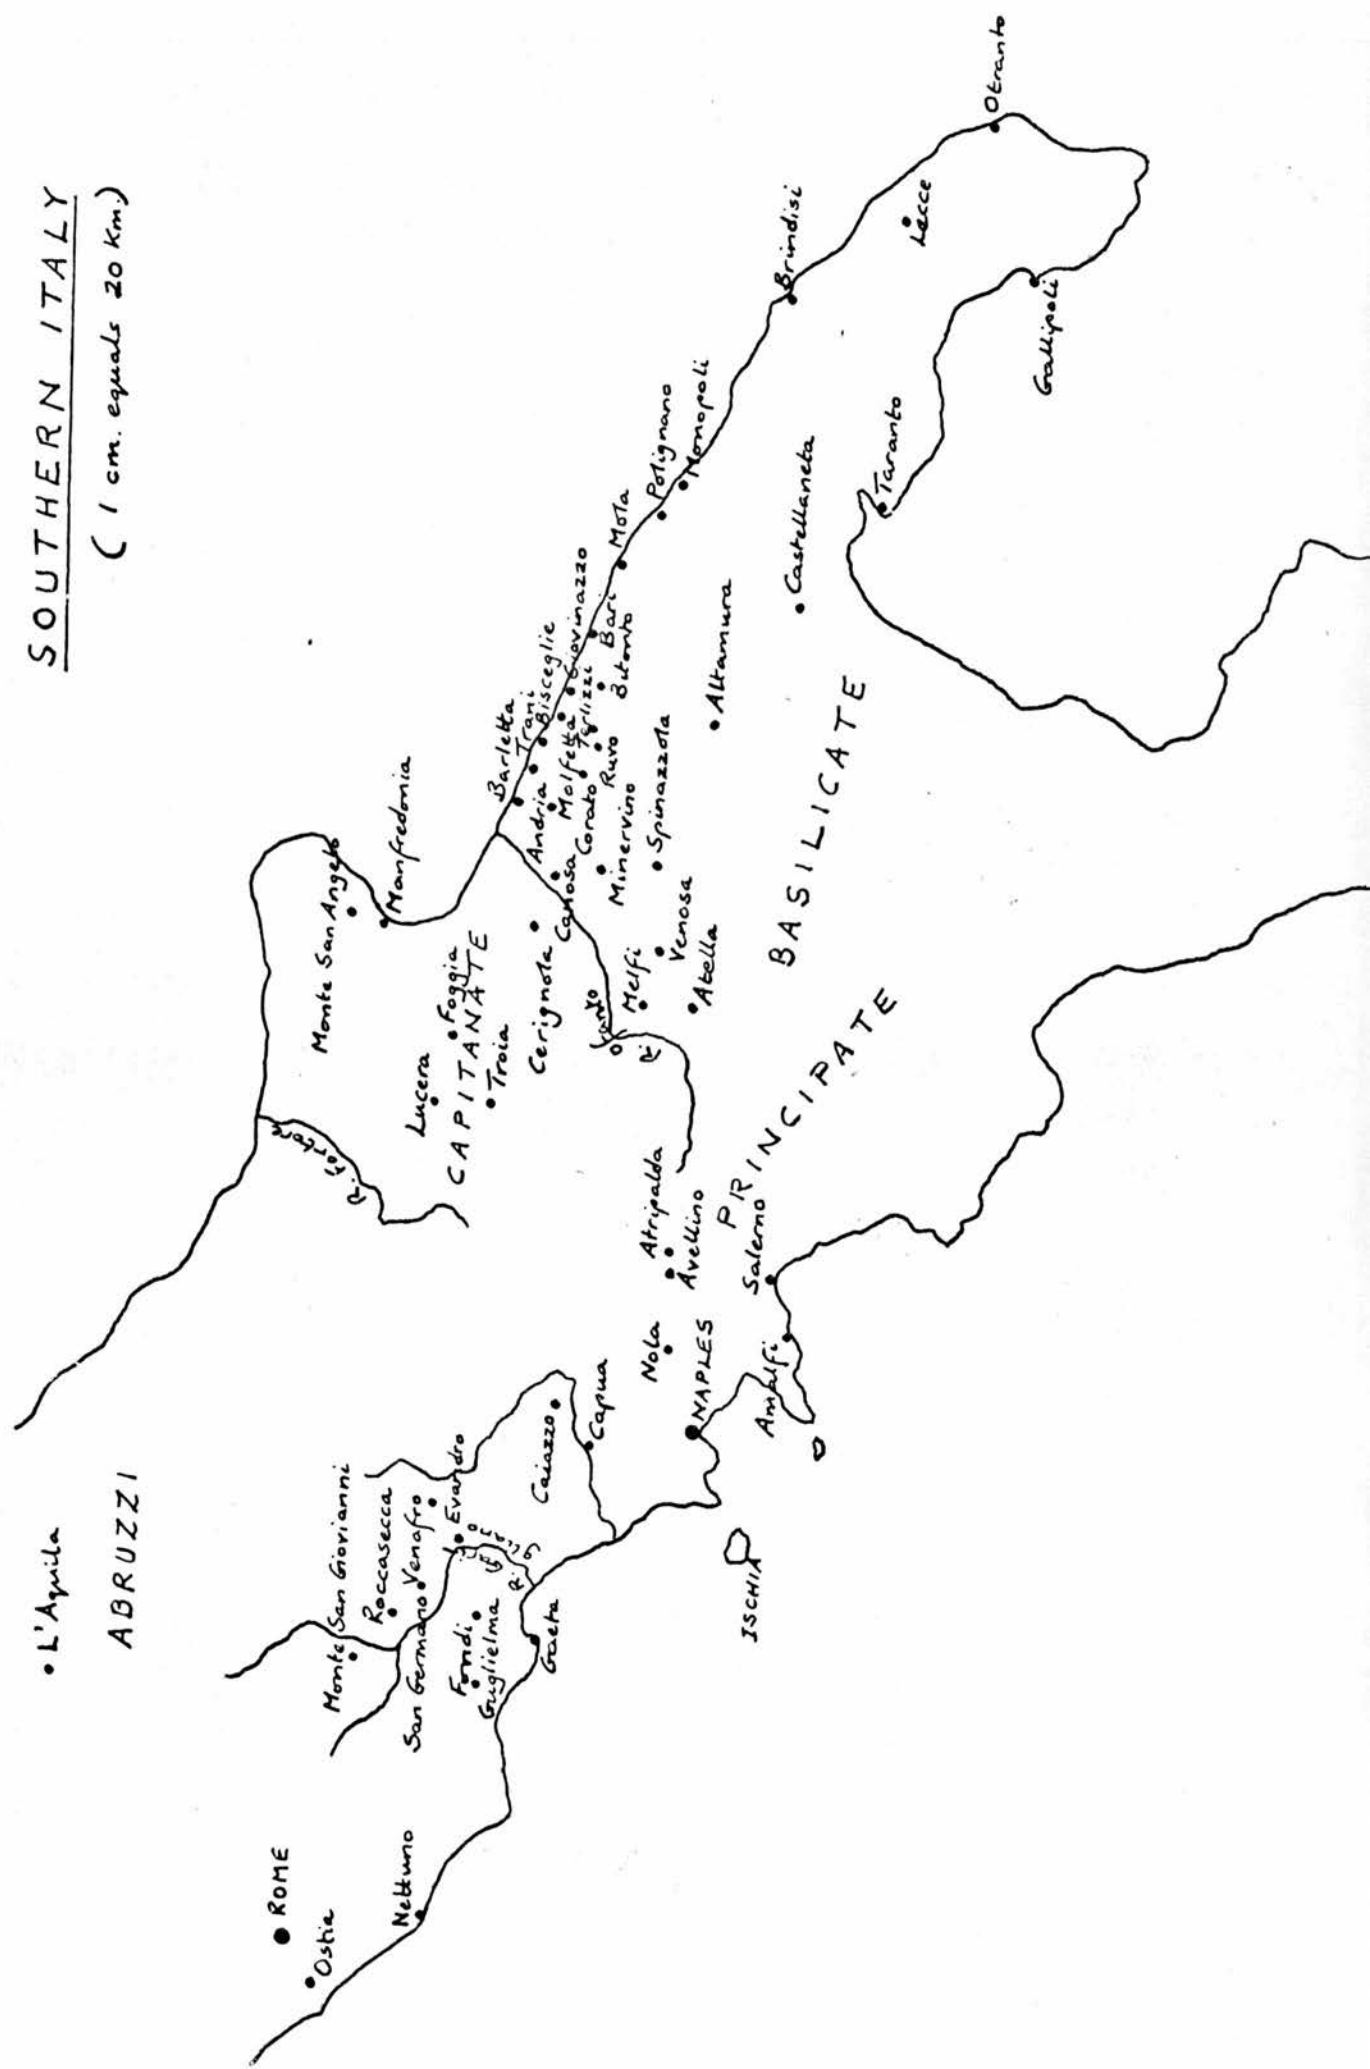 SOUTHERN ITALY
(1 cm. equals 20 Km.)
L'Aquila
ABRUZZI
ROME
Ostia
Nettuno
Monte San Giovianni
Roccasecca
San Germano
Venafro
Evandro
Fondi
Guglielma
Gaeta
Caiazzo
Capua
Nola
NAPLES
ISCHIA
Amalfi
Salerno
Atripalda
Avellino
PRINCIPATE
Monte San Angelo
Manfredonia
Lucera
Foggia
CAPITANATE
Troia
Cerignola
R. Ofanto
Melfi
Venosa
Atella
BASILICATE
Barletta
Trani
Bisceglie
Giovinazzo
Andria
Molfetta
Terlizzi
Bari
Canosa
Corato
Ruvo
Bitonto
Minervino
Spinazzola
Altamura
Mola
Polignano
Monopoli
Castellaneta
Taranto
Brindisi
Lecce
Gallipoli
Otranto